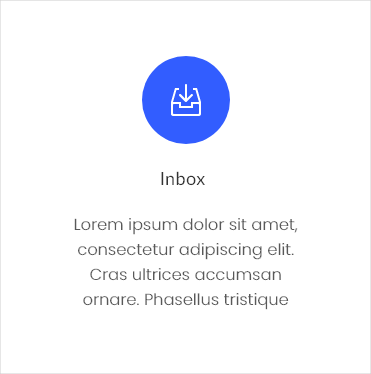 Inbox
Lorem ipsum dolor sit amet,
consectetur adipiscing elit.
Cras ultrices accumsan
ornare. Phasellus tristique